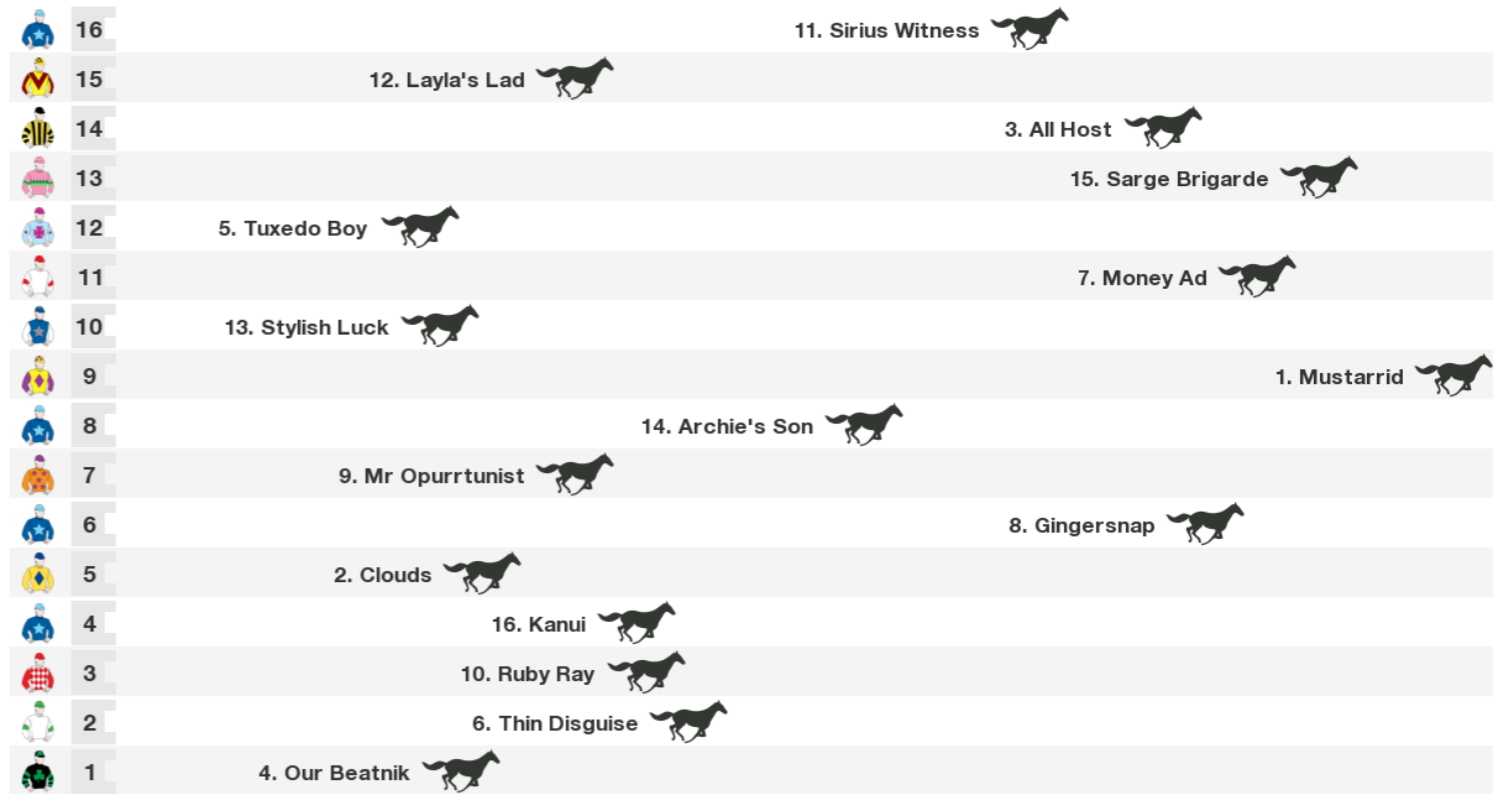 16 11. Sirius Witness
15 12. Layla's Lad
14 3. All Host
13 15. Sarge Brigarde
12 5. Tuxedo Boy
11 7. Money Ad
10 13. Stylish Luck
9 1. Mustarrid
8 14. Archie's Son
7 9. Mr Opurrtunist
6 8. Gingersnap
5 2. Clouds
4 16. Kanui
3 10. Ruby Ray
2 6. Thin Disguise
1 4. Our Beatnik